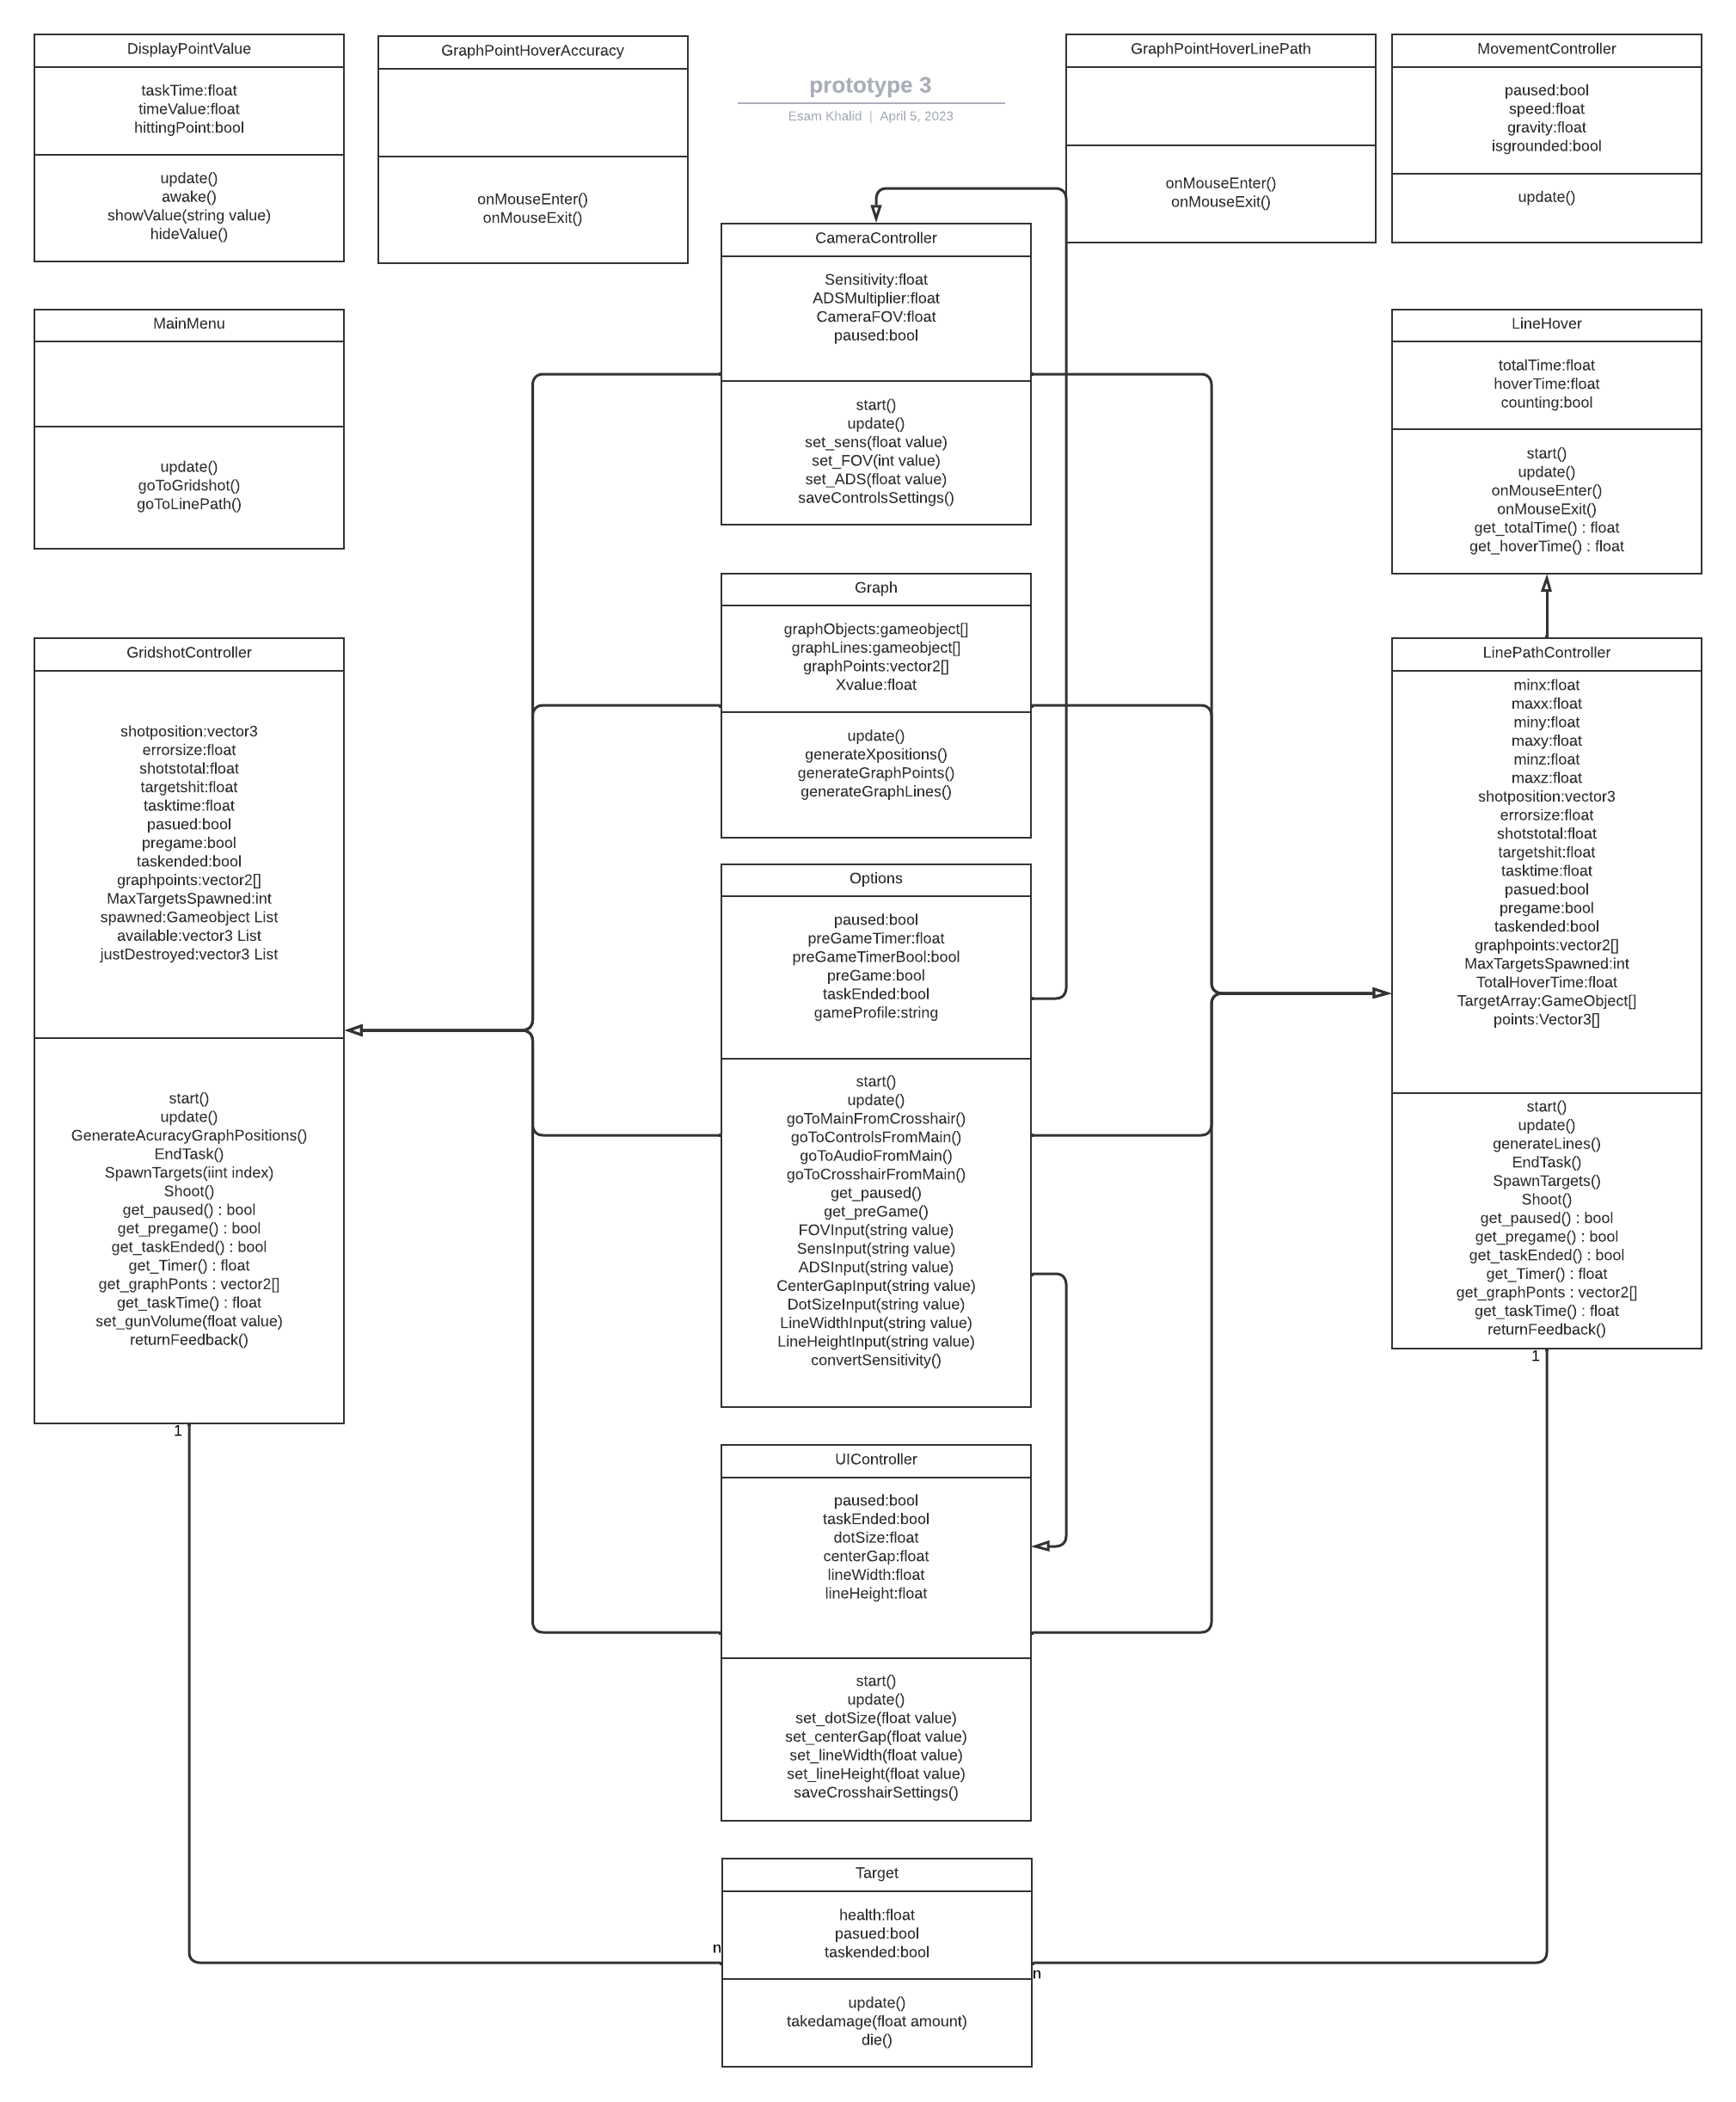 prototype 3
Esam Khalid | April 5, 2023
DisplayPointValue
taskTime:float
timeValue:float
hittingPoint:bool
update()
awake()
showValue(string value)
hideValue()
GraphPointHoverAccuracy
onMouseEnter()
onMouseExit()
GraphPointHoverLinePath
onMouseEnter()
onMouseExit()
MovementController
paused:bool
speed:float
gravity:float
isgrounded:bool
update()
CameraController
Sensitivity:float
ADSMultiplier:float
CameraFOV:float
paused:bool
start()
update()
set_sens(float value)
set_FOV(int value)
set_ADS(float value)
saveControlsSettings()
MainMenu
update()
goToGridshot()
goToLinePath()
LineHover
totalTime:float
hoverTime:float
counting:bool
start()
update()
onMouseEnter()
onMouseExit()
get_totalTime() : float
get_hoverTime() : float
Graph
graphObjects:gameobject[]
graphLines:gameobject[]
graphPoints:vector2[]
Xvalue:float
update()
generateXpositions()
generateGraphPoints()
generateGraphLines()
GridshotController
shotposition:vector3
errorsize:float
shotstotal:float
targetshit:float
tasktime:float
pasued:bool
pregame:bool
taskended:bool
graphpoints:vector2[]
MaxTargetsSpawned:int
spawned:Gameobject List
available:vector3 List
justDestroyed:vector3 List
start()
update()
GenerateAcuracyGraphPositions()
EndTask()
SpawnTargets(iint index)
Shoot()
get_paused() : bool
get_pregame() : bool
get_taskEnded() : bool
get_Timer() : float
get_graphPonts : vector2[]
get_taskTime() : float
set_gunVolume(float value)
returnFeedback()
1
LinePathController
minx:float
maxx:float
miny:float
maxy:float
minz:float
maxz:float
shotposition:vector3
errorsize:float
shotstotal:float
targetshit:float
tasktime:float
pasued:bool
pregame:bool
taskended:bool
graphpoints:vector2[]
MaxTargetsSpawned:int
TotalHoverTime:float
TargetArray:GameObject[]
points:Vector3[]
start()
update()
generateLines()
EndTask()
SpawnTargets()
Shoot()
get_paused() : bool
get_pregame() : bool
get_taskEnded() : bool
get_Timer() : float
get_graphPonts : vector2[]
get_taskTime() : float
returnFeedback()
1
Options
paused:bool
preGameTimer:float
preGameTimerBool:bool
preGame:bool
taskEnded:bool
gameProfile:string
start()
update()
goToMainFromCrosshair()
goToControlsFromMain()
goToAudioFromMain()
goToCrosshairFromMain()
get_paused()
get_preGame()
FOVInput(string value)
SensInput(string value)
ADSInput(string value)
CenterGapInput(string value)
DotSizeInput(string value)
LineWidthInput(string value)
LineHeightInput(string value)
convertSensitivity()
UIController
paused:bool
taskEnded:bool
dotSize:float
centerGap:float
lineWidth:float
lineHeight:float
start()
update()
set_dotSize(float value)
set_centerGap(float value)
set_lineWidth(float value)
set_lineHeight(float value)
saveCrosshairSettings()
Target
health:float
pasued:bool
taskended:bool
update()
takedamage(float amount)
die()
n
n